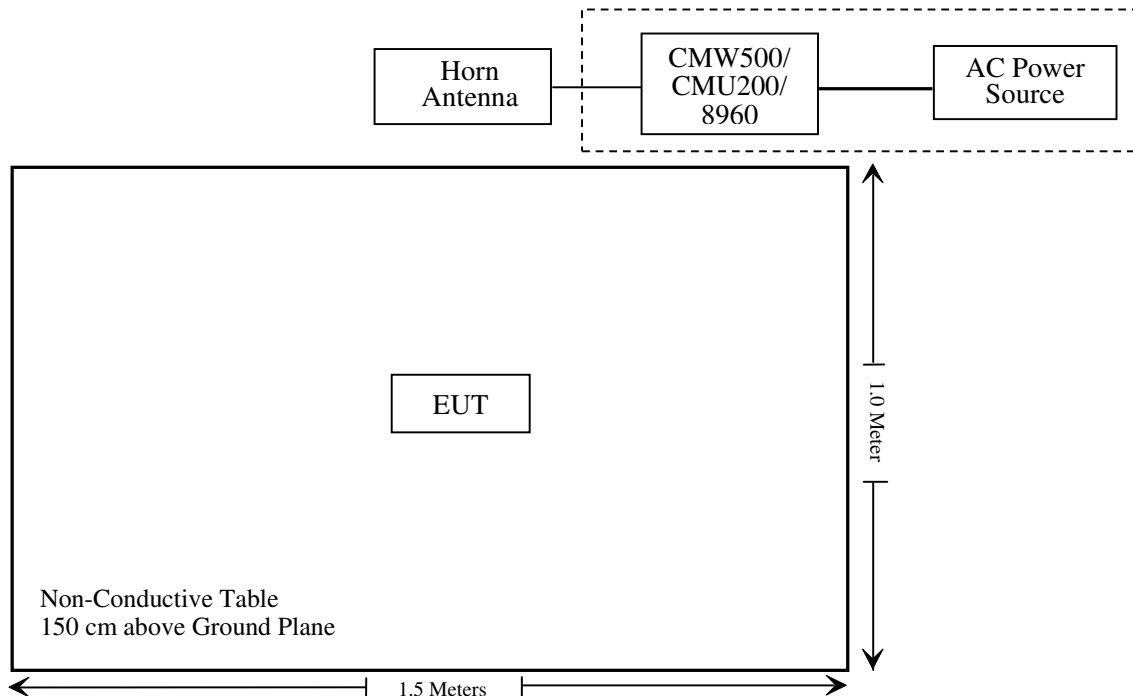 Horn
Antenna
CMW500/
CMU200/
8960
AC Power
Source
EUT
1.0 Meter
Non-Conductive Table
150 cm above Ground Plane
1.5 Meters